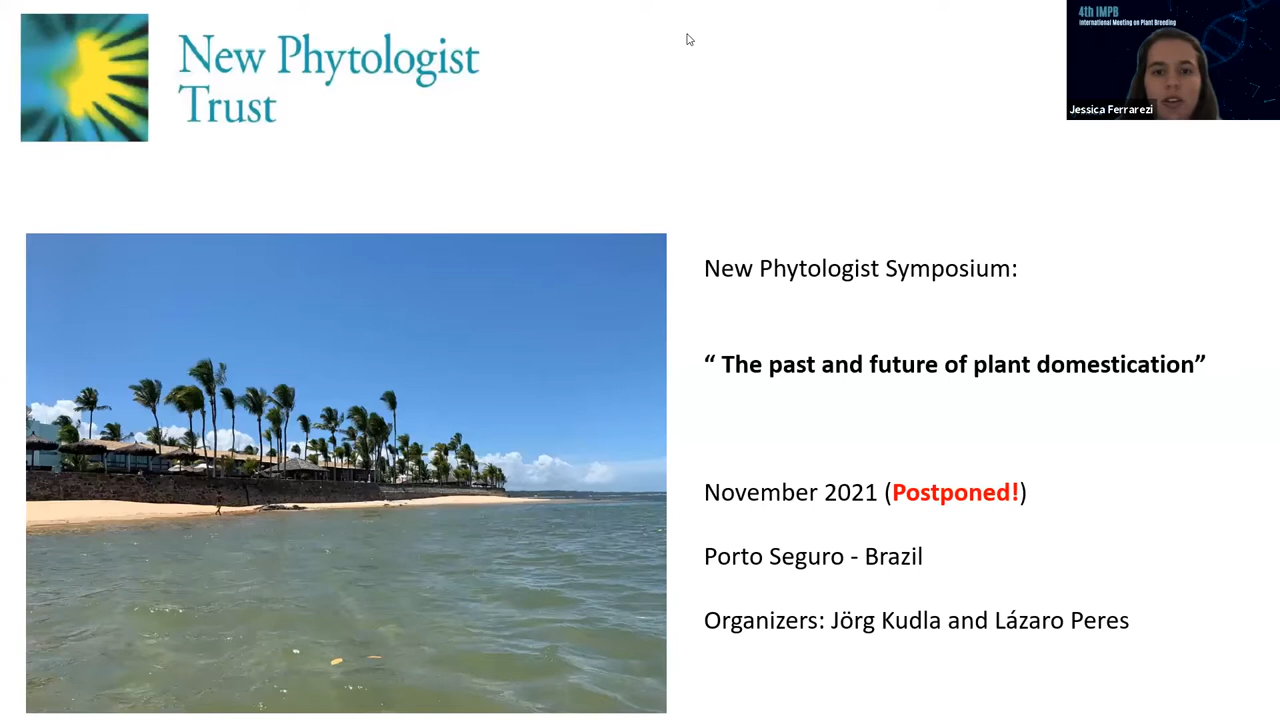 New Phytologist
Trust
4th IMPB
International Meeting on Plant Breeding
Jessica Ferrarezi
New Phytologist Symposium:
“ The past and future of plant domestication”
November 2021 (Postponed!)
Porto Seguro - Brazil
Organizers: Jörg Kudla and Lázaro Peres